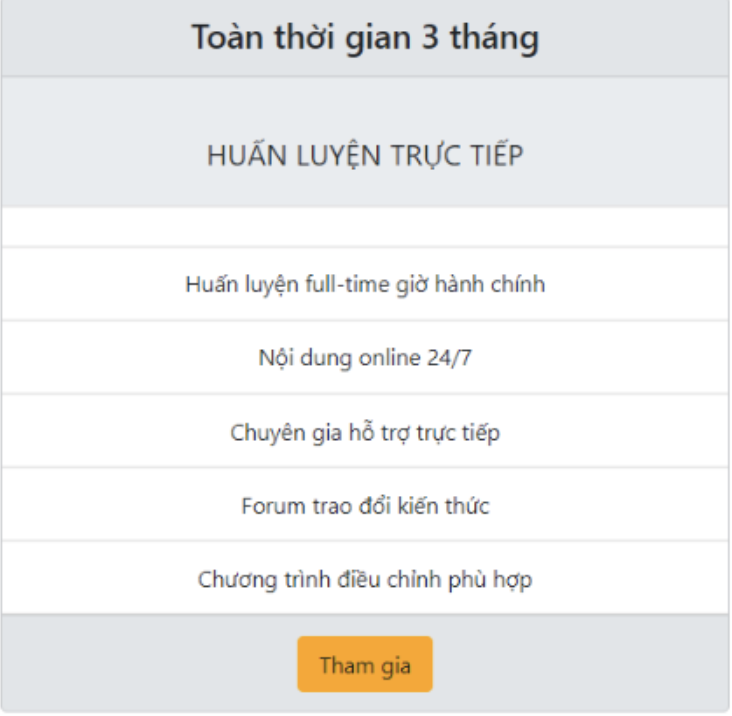 Toàn thời gian 3 tháng
HUẤN LUYỆN TRỰC TIẾP
Huấn luyện full-time giờ hành chính
Nội dung online 24/7
Chuyên gia hỗ trợ trực tiếp
Forum trao đổi kiến thức
Chương trình điều chỉnh phù hợp
Tham gia